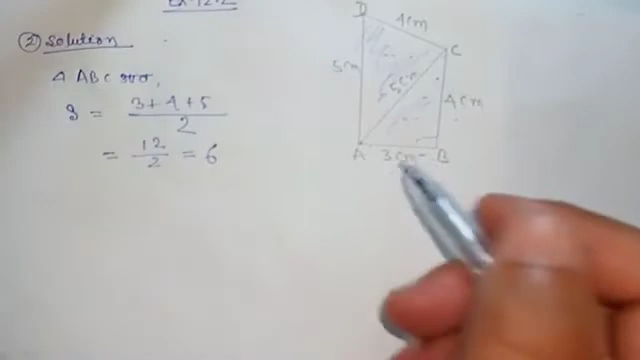 Ex-12.2
② Solution
Δ ABC
S = 3+4+5 / 2
= 12/2 = 6
D
4cm
C
5cm
5cm
4cm
A
3cm
B